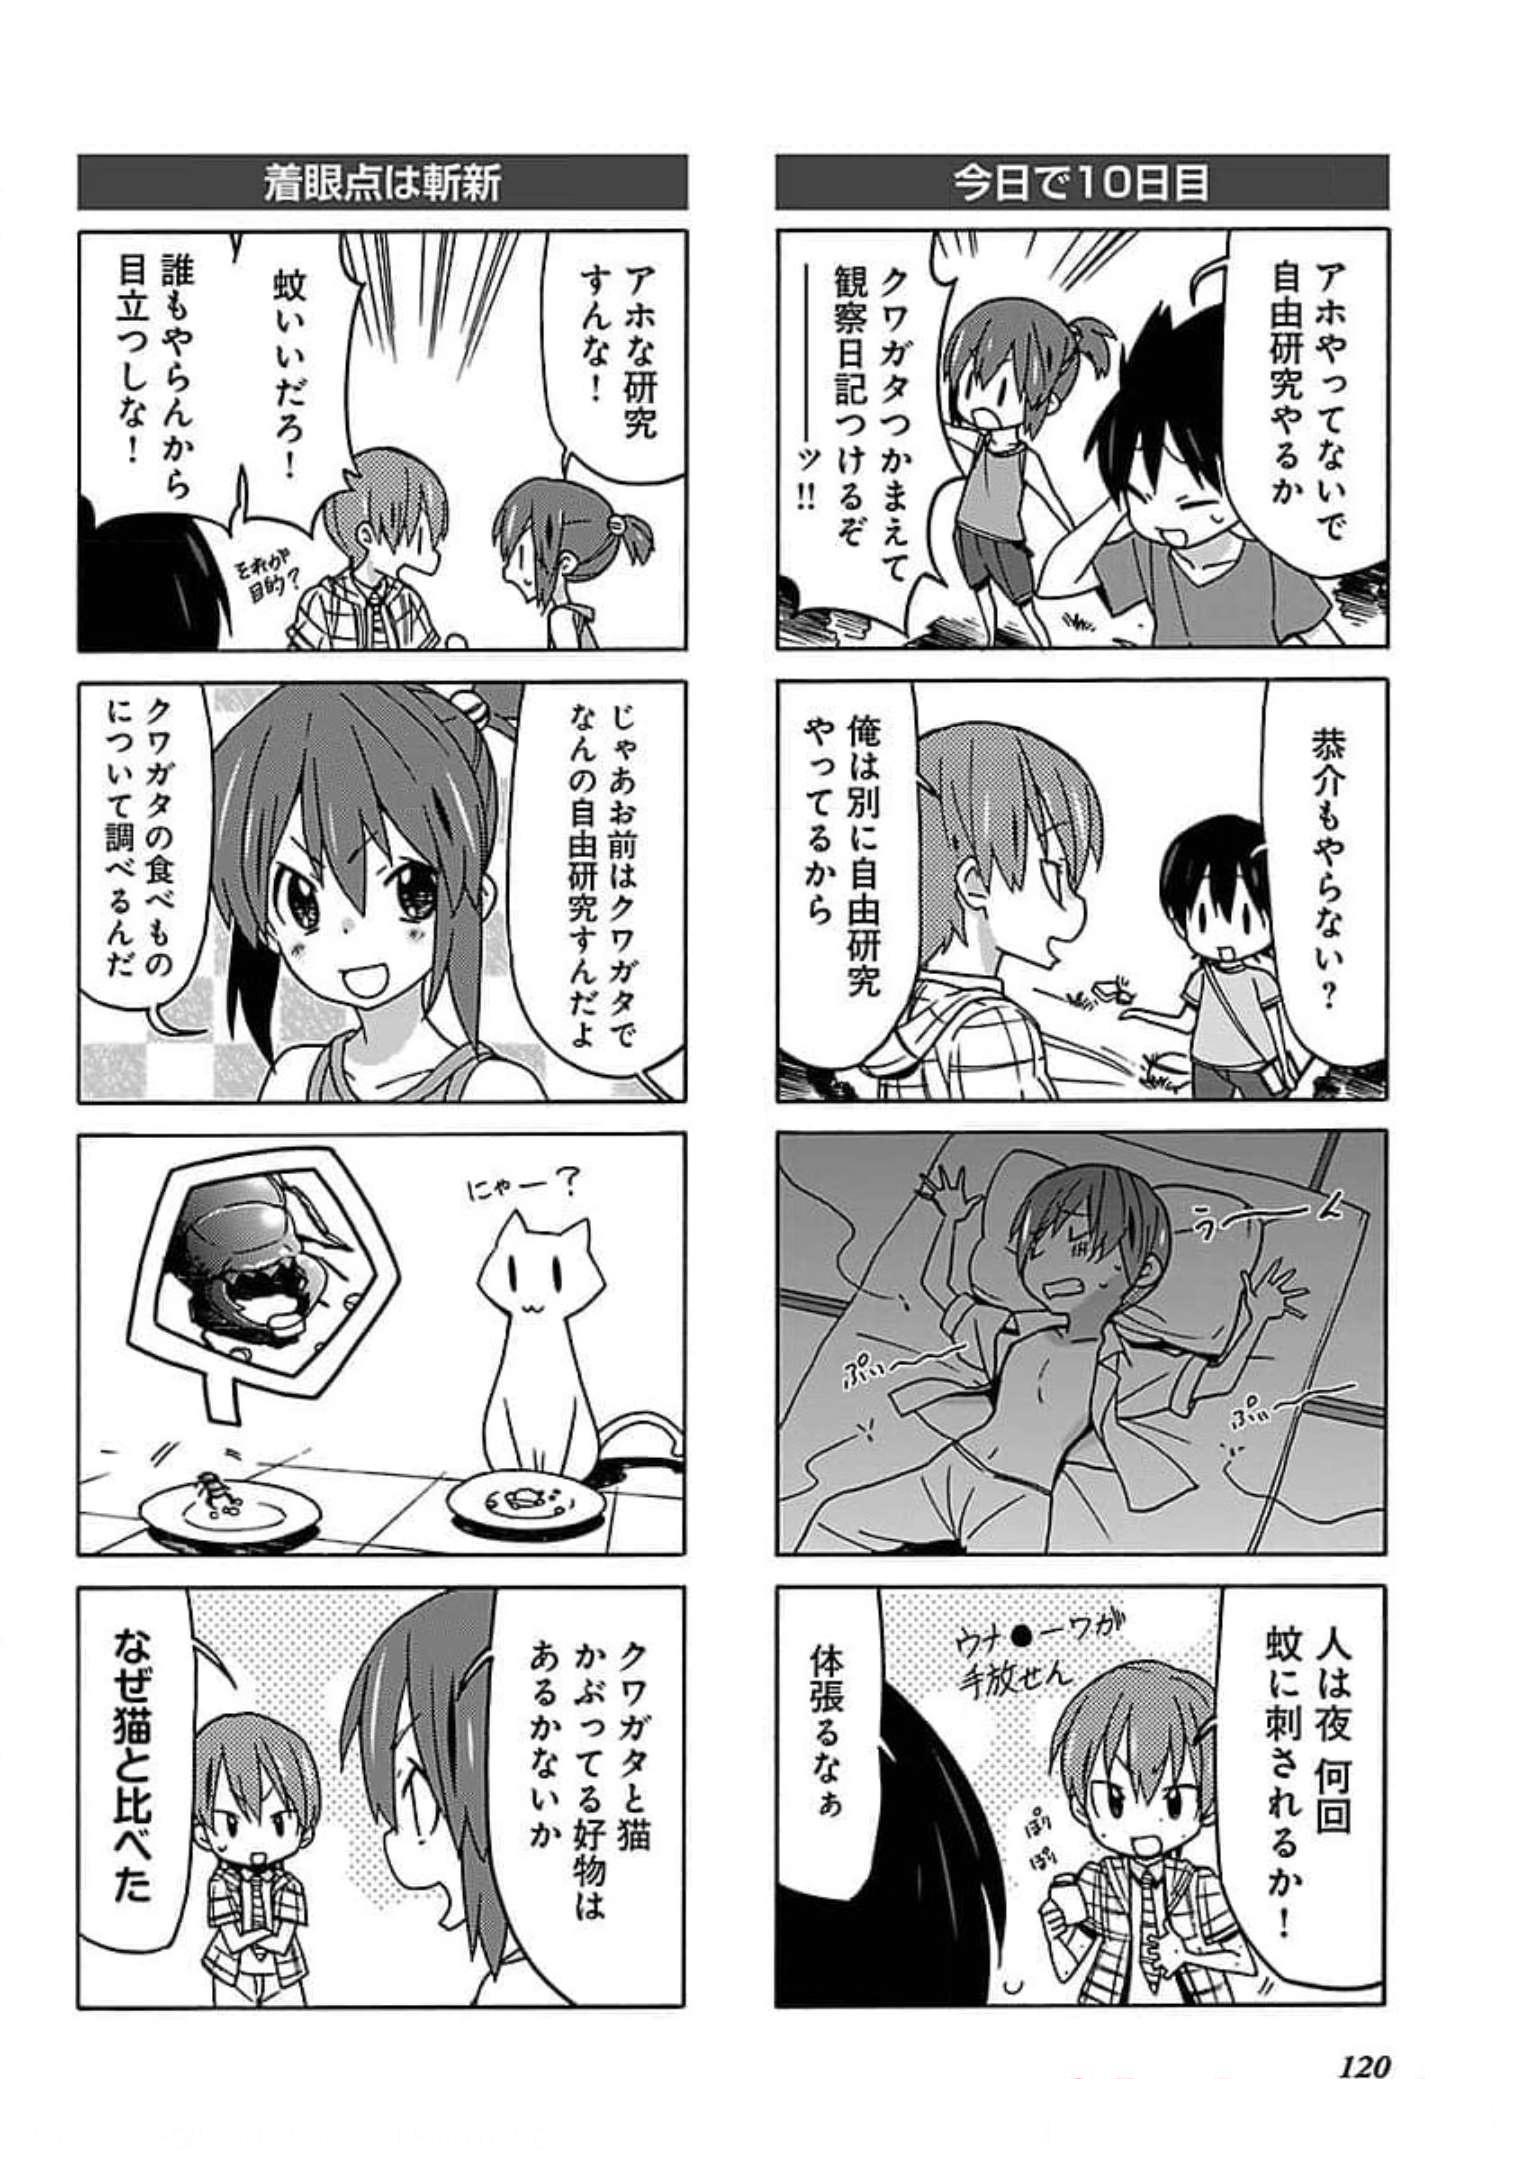 今日で10日目
アホやってないで
自由研究やるか
クワガタつかまえて
観察日記つけるぞ
――――ッ!!
恭介もやらない?
俺は別に自由研究
やってるから
うーーーん
ぷぃ〜〜
ぷぃ〜〜
人は夜 何回
蚊に刺されるか!
ウナ●ーワが
手放せん
ぽり
ぽり
体張るなぁ
着眼点は斬新
アホな研究
すんな!
蚊いいだろ!
誰もやらんから
目立つしな!
それが
目的?
じゃあお前はクワガタで
なんの自由研究すんだよ
クワガタの食べもの
について調べるんだ
にゃー?
クワガタと猫
かぶってる好物は
あるかないか
なぜ猫と比べた
120